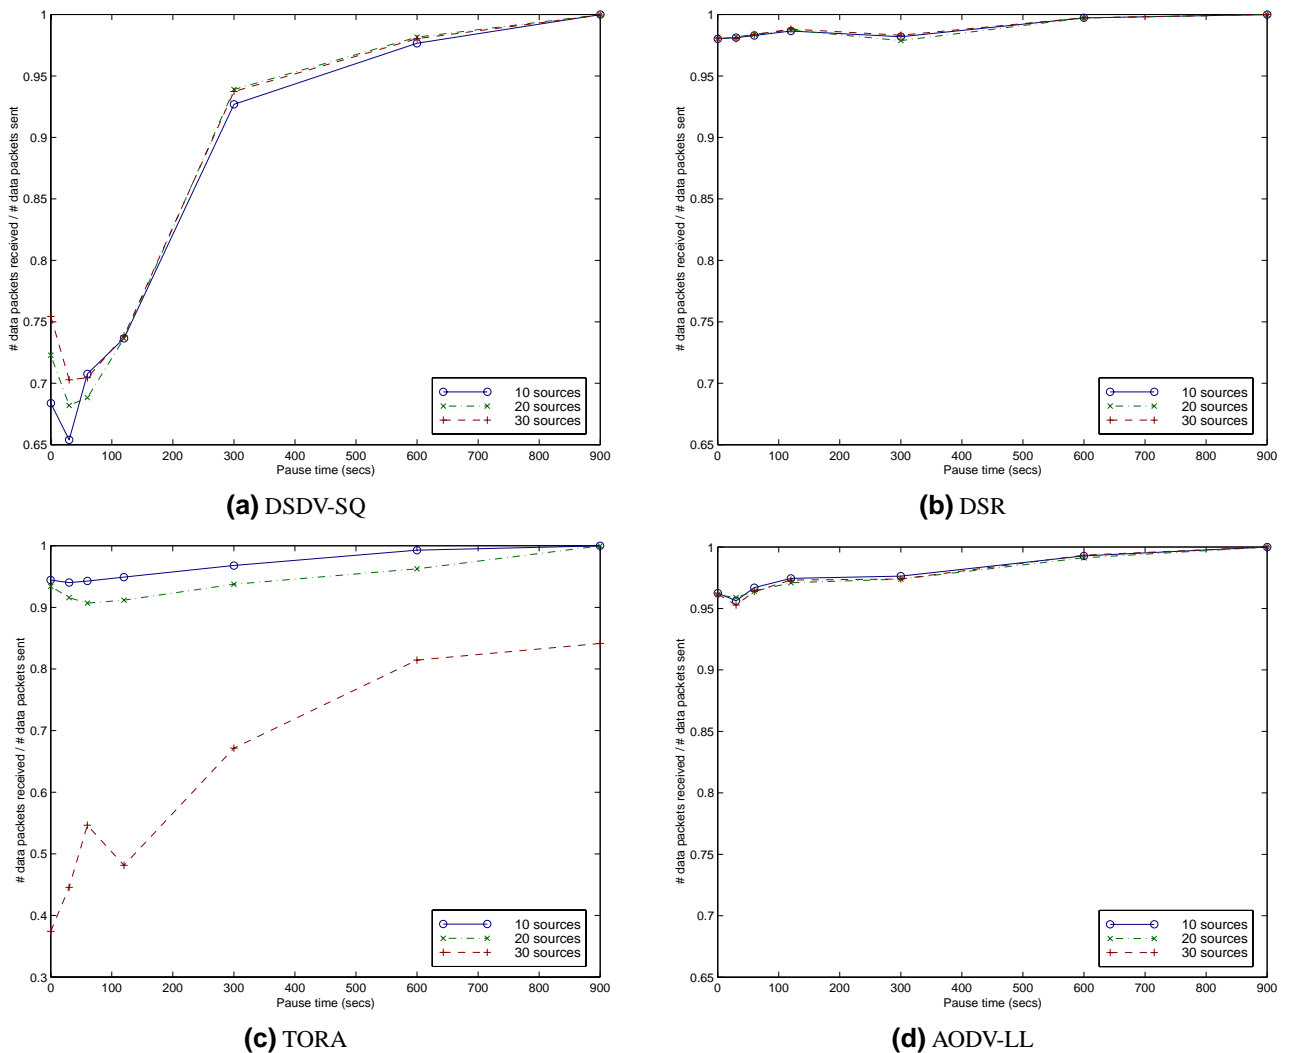 1
0.95
0.9
0.85
0.8
0.75
0.7
0.65
# data packets received / # data packets sent
0 100 200 300 400 500 600 700 800 900
Pause time (secs)
10 sources
20 sources
30 sources
(a) DSDV-SQ
1
0.95
0.9
0.85
0.8
0.75
0.7
0.65
# data packets received / # data packets sent
0 100 200 300 400 500 600 700 800 900
Pause time (secs)
10 sources
20 sources
30 sources
(b) DSR
1
0.9
0.8
0.7
0.6
0.5
0.4
0.3
# data packets received / # data packets sent
0 100 200 300 400 500 600 700 800 900
Pause time (secs)
10 sources
20 sources
30 sources
(c) TORA
1
0.95
0.9
0.85
0.8
0.75
0.7
0.65
# data packets received / # data packets sent
0 100 200 300 400 500 600 700 800 900
Pause time (secs)
10 sources
20 sources
30 sources
(d) AODV-LL